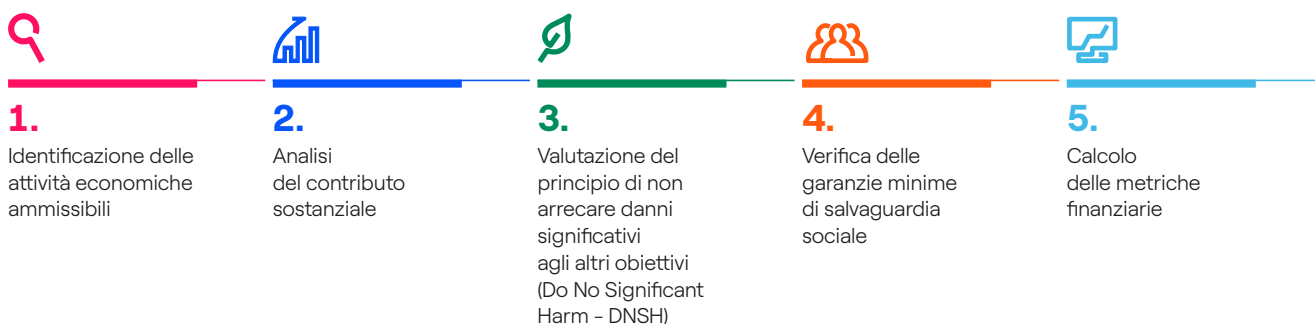 1.
Identificazione delle
attività economiche
ammissibili
2.
Analisi
del contributo
sostanziale
3.
Valutazione del
principio di non
arrecare danni
significativi
agli altri obiettivi
(Do No Significant
Harm – DNSH)
4.
Verifica delle
garanzie minime
di salvaguardia
sociale
5.
Calcolo
delle metriche
finanziarie